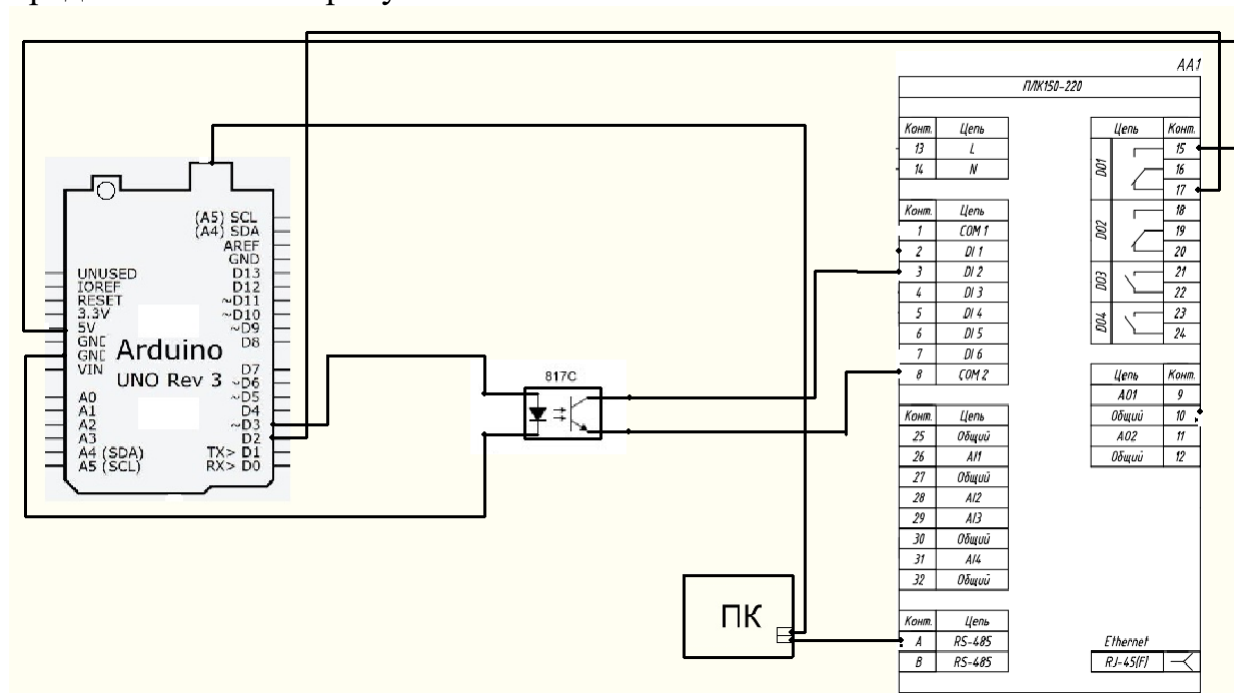 AA1
ПЛК150-220
Конт. Цепь
13 L
14 N
Конт. Цепь
1 COM 1
2 DI 1
3 DI 2
4 DI 3
5 DI 4
6 DI 5
7 DI 6
8 COM 2
Конт. Цепь
25 Общий
26 AI1
27 Общий
28 AI2
29 AI3
30 Общий
31 AI4
32 Общий
Конт. Цепь
A RS-485
B RS-485
Цепь Конт.
DO1
15
16
17
DO2
18
19
20
DO3
21
22
DO4
23
24
Цепь Конт.
AO1 9
Общий 10
AO2 11
Общий 12
Ethernet
RJ-45(F)
(A5) SCL
(A4) SDA
AREF
GND
UNUSED D13
IOREF D12
RESET ~D11
3.3V ~D10
5V ~D9
GND D8
GND
VIN D7
Arduino
UNO Rev 3
~D6
A0 ~D5
A1 D4
A2 ~D3
A3 D2
A4 (SDA) TX> D1
A5 (SCL) RX> D0
817C
ПК